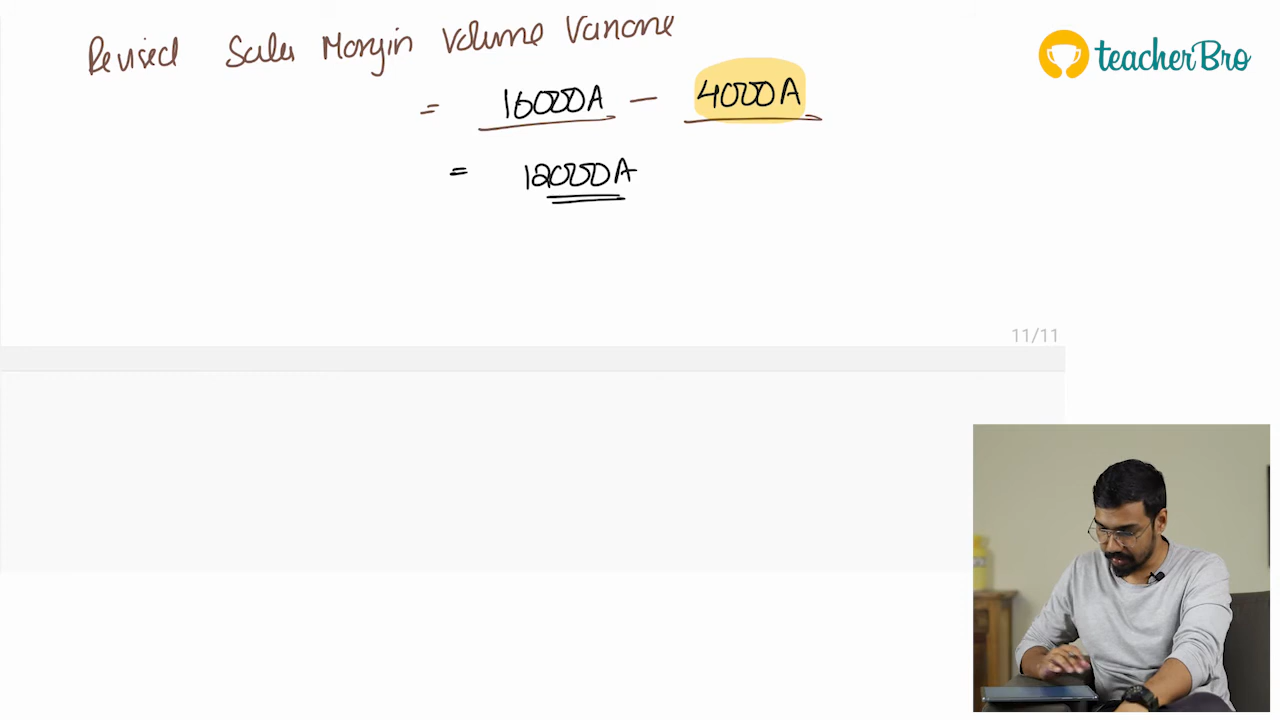 Revised Sales Margin Volume Variance
teacherBro
= 16000A - 4000A
= 12000A
11/11